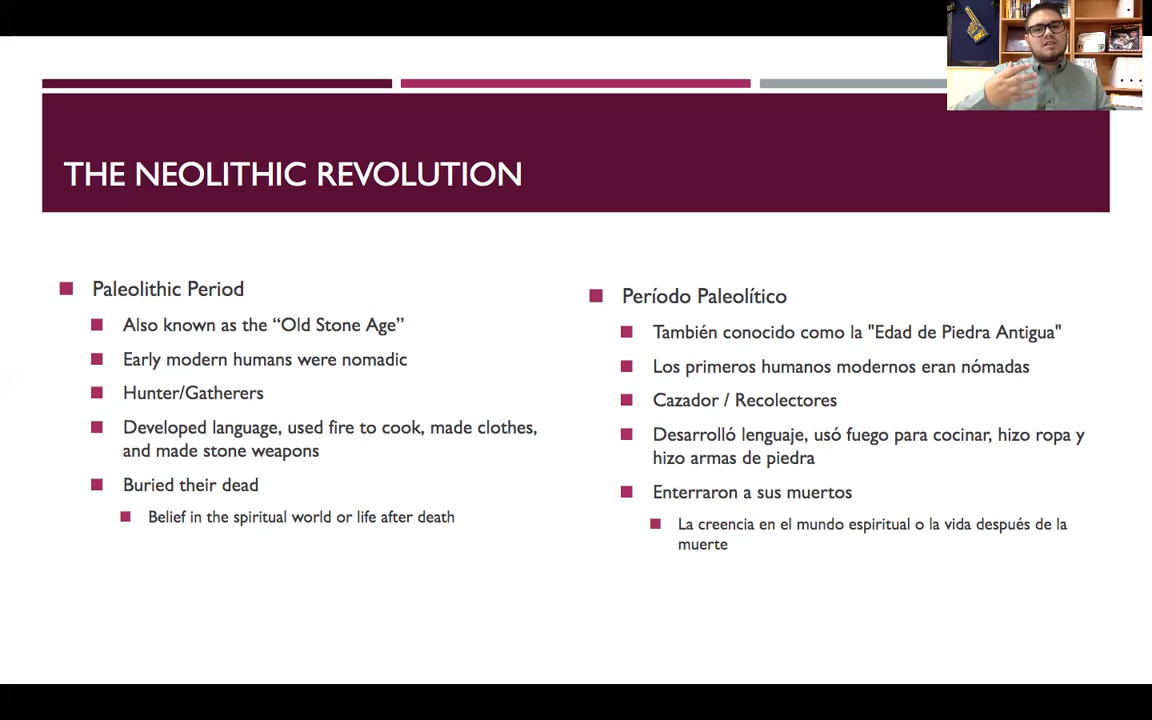 THE NEOLITHIC REVOLUTION
Paleolithic Period
Also known as the “Old Stone Age”
Early modern humans were nomadic
Hunter/Gatherers
Developed language, used fire to cook, made clothes,
and made stone weapons
Buried their dead
Belief in the spiritual world or life after death
Período Paleolítico
También conocido como la "Edad de Piedra Antigua"
Los primeros humanos modernos eran nómadas
Cazador / Recolectores
Desarrolló lenguaje, usó fuego para cocinar, hizo ropa y
hizo armas de piedra
Enterraron a sus muertos
La creencia en el mundo espiritual o la vida después de la
muerte